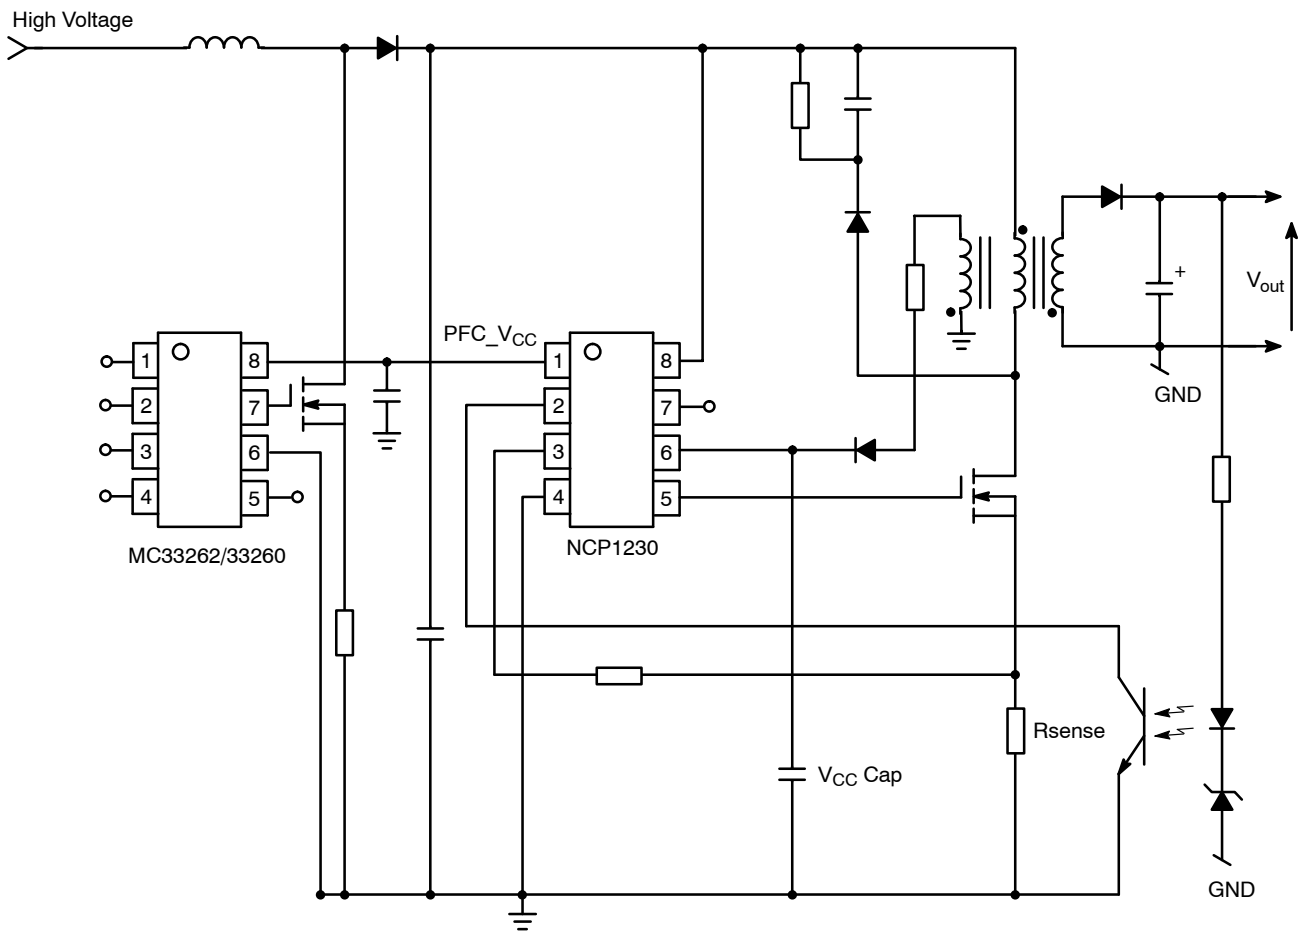 High Voltage
PFC_VCC
Vout
GND
1 8
2 7
3 6
4 5
MC33262/33260
1 8
2 7
3 6
4 5
NCP1230
+
Rsense
VCC Cap
GND